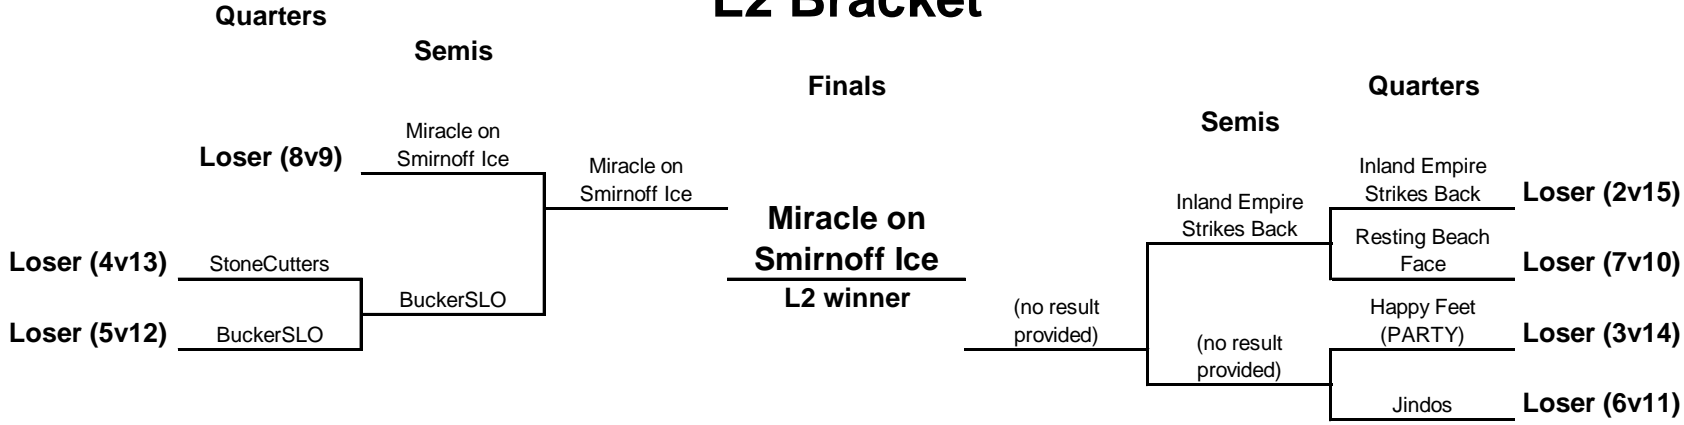 L2 Bracket
Quarters
Semis
Finals
Quarters
Semis
Miracle on
Smirnoff Ice
Loser (8v9)
Miracle on
Smirnoff Ice
Inland Empire
Strikes Back
Loser (2v15)
Inland Empire
Strikes Back
Miracle on
Smirnoff Ice
L2 winner
Resting Beach
Face
Loser (7v10)
Loser (4v13)
StoneCutters
BuckerSLO
Loser (5v12)
BuckerSLO
(no result
provided)
(no result
provided)
Happy Feet
(PARTY)
Loser (3v14)
Jindos
Loser (6v11)